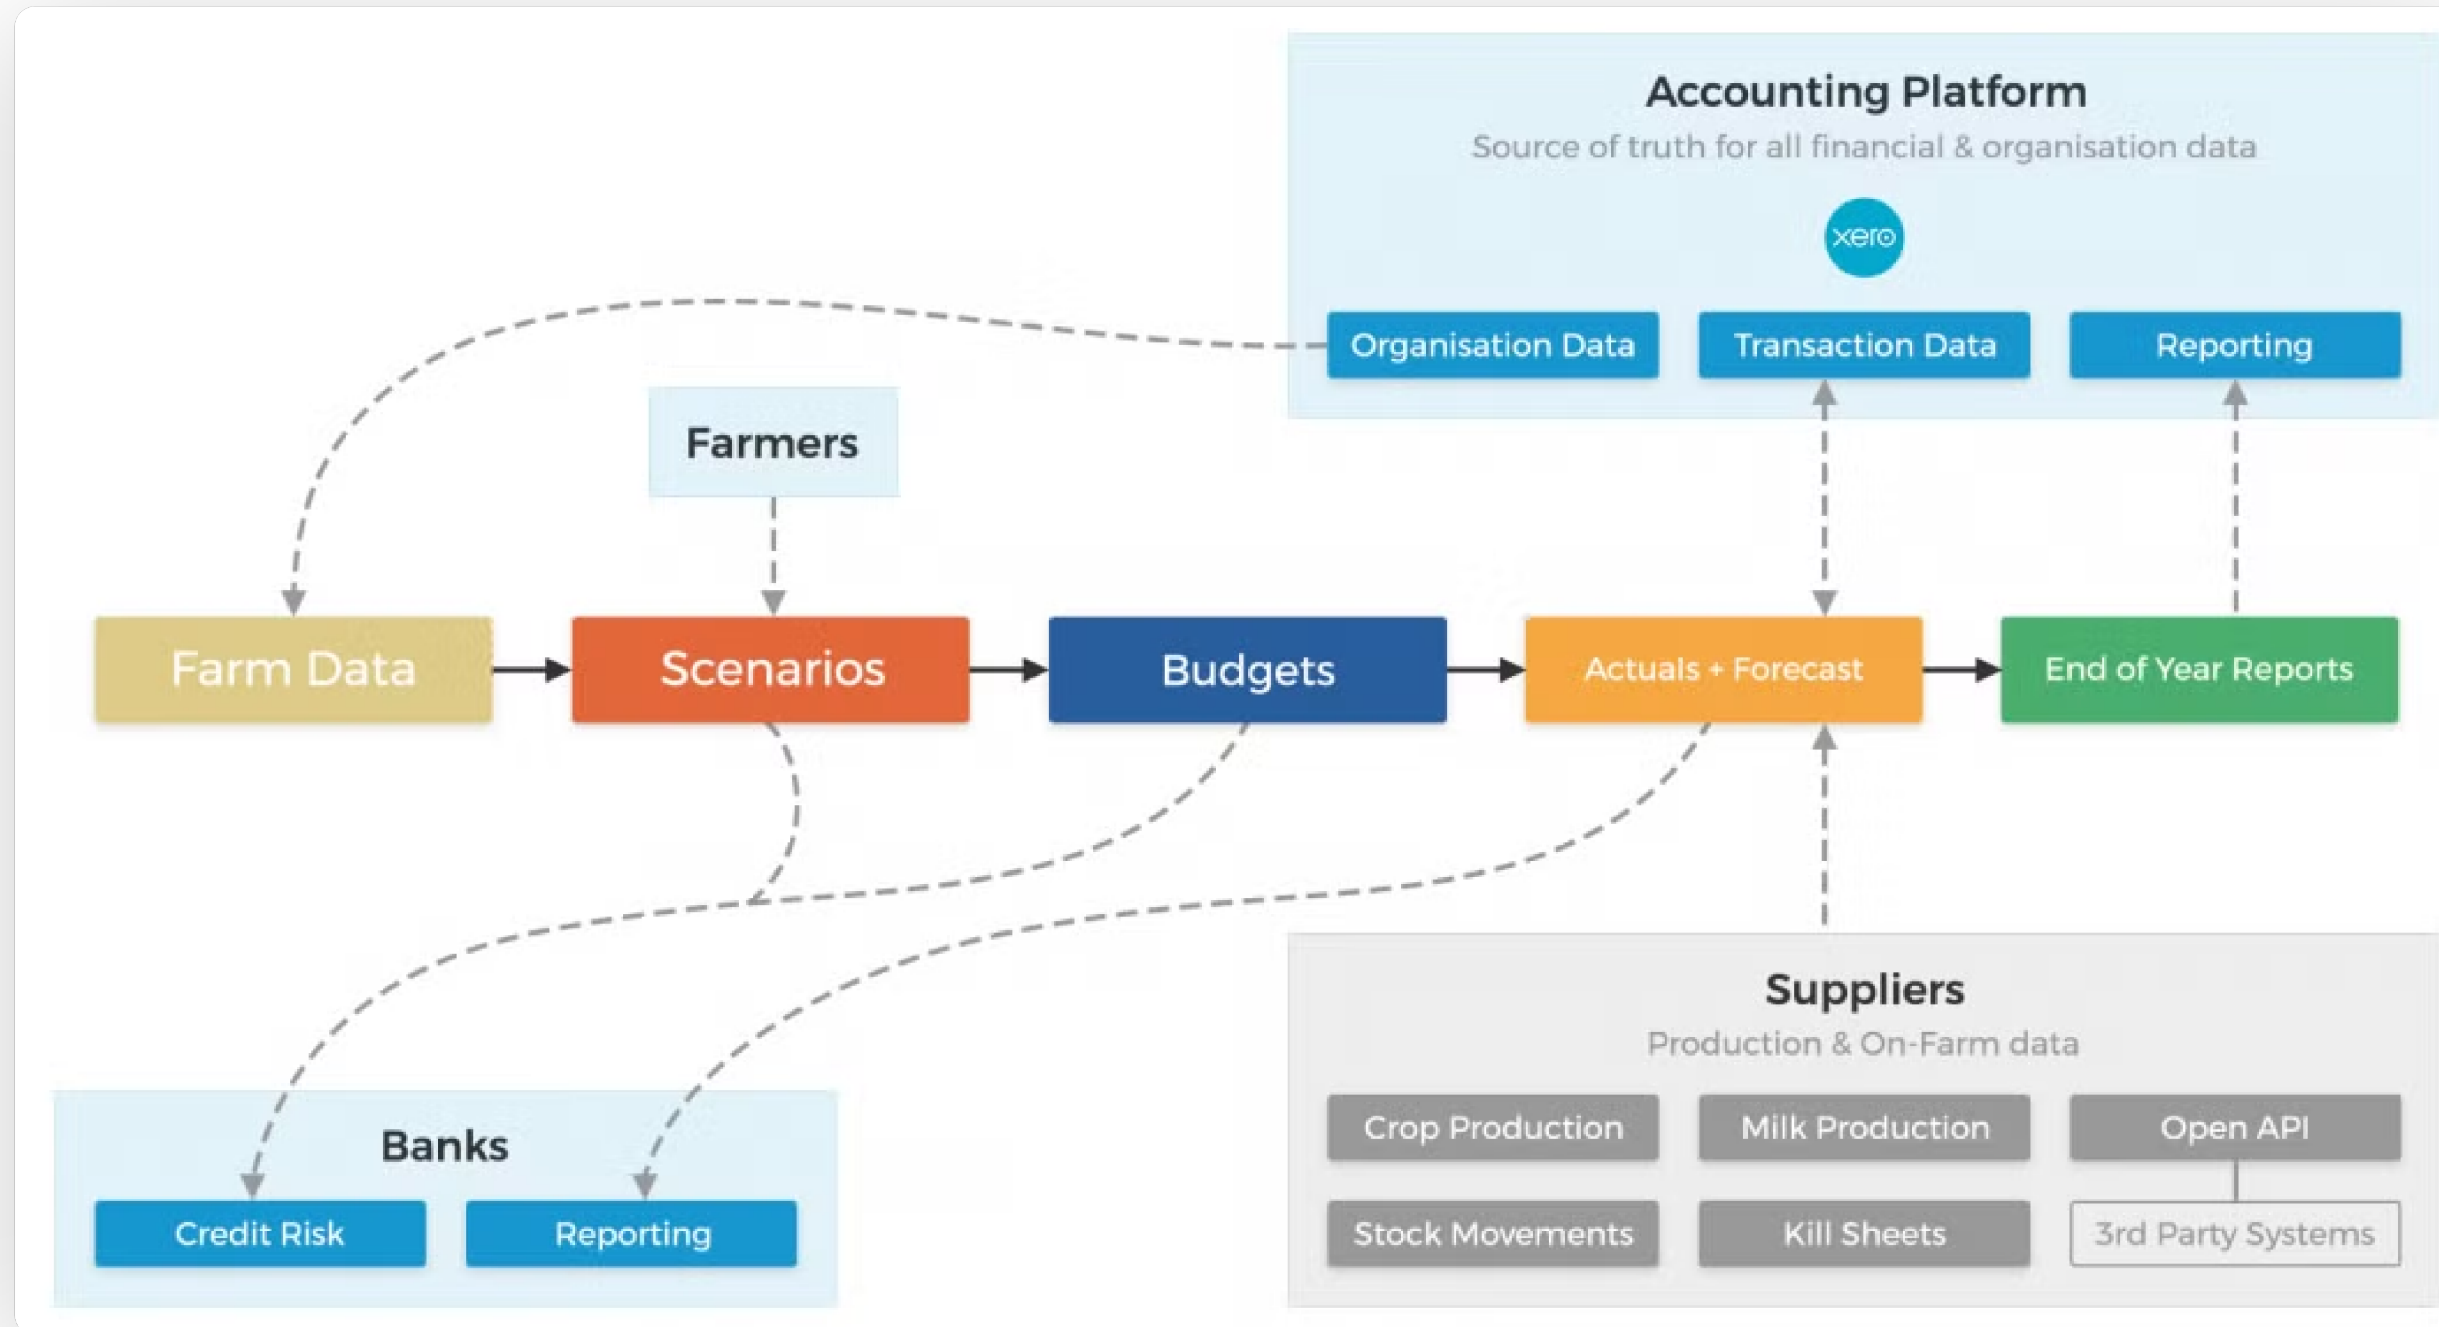 Accounting Platform
Source of truth for all financial & organisation data
xero
Organisation Data
Transaction Data
Reporting
Farmers
Farm Data
Scenarios
Budgets
Actuals + Forecast
End of Year Reports
Banks
Credit Risk
Reporting
Suppliers
Production & On-Farm data
Crop Production
Milk Production
Open API
Stock Movements
Kill Sheets
3rd Party Systems